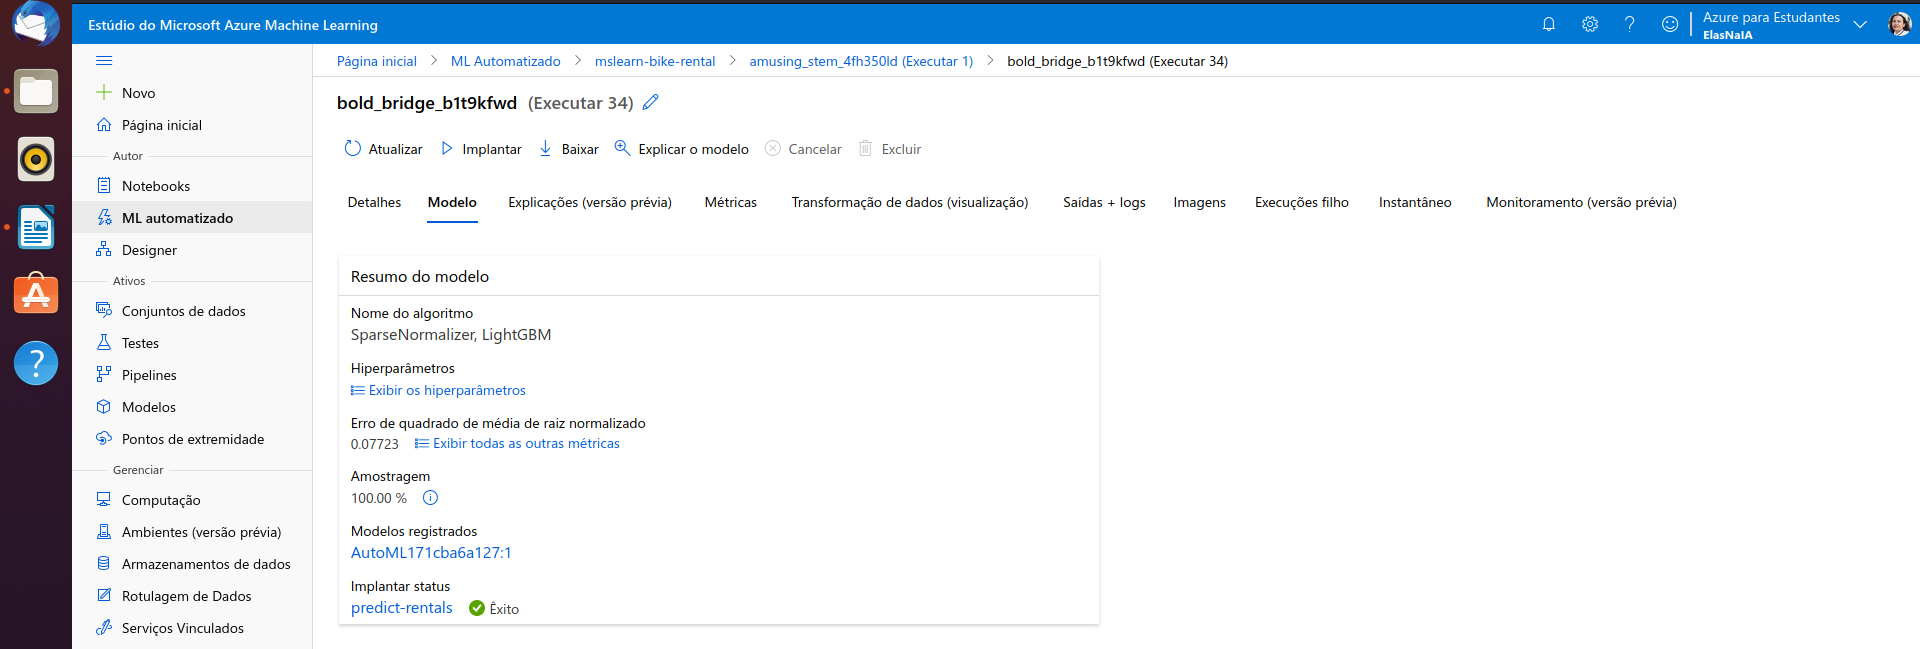 Estúdio do Microsoft Azure Machine Learning
Azure para Estudantes
ElasNaIA
Página inicial > ML Automatizado > mslearn-bike-rental > amusing_stem_4fh350ld (Executar 1) > bold_bridge_b1t9kfwd (Executar 34)
Novo
Página inicial
Autor
Notebooks
ML automatizado
Designer
Ativos
Conjuntos de dados
Testes
Pipelines
Modelos
Pontos de extremidade
Gerenciar
Computação
Ambientes (versão prévia)
Armazenamentos de dados
Rotulagem de Dados
Serviços Vinculados
bold_bridge_b1t9kfwd (Executar 34)
Atualizar Implantar Baixar Explicar o modelo Cancelar Excluir
Detalhes Modelo Explicações (versão prévia) Métricas Transformação de dados (visualização) Saídas + logs Imagens Execuções filho Instantâneo Monitoramento (versão prévia)
Resumo do modelo
Nome do algoritmo
SparseNormalizer, LightGBM
Hiperparâmetros
Exibir os hiperparâmetros
Erro de quadrado de média de raiz normalizado
0.07723 Exibir todas as outras métricas
Amostragem
100.00 %
Modelos registrados
AutoML171cba6a127:1
Implantar status
predict-rentals Êxito